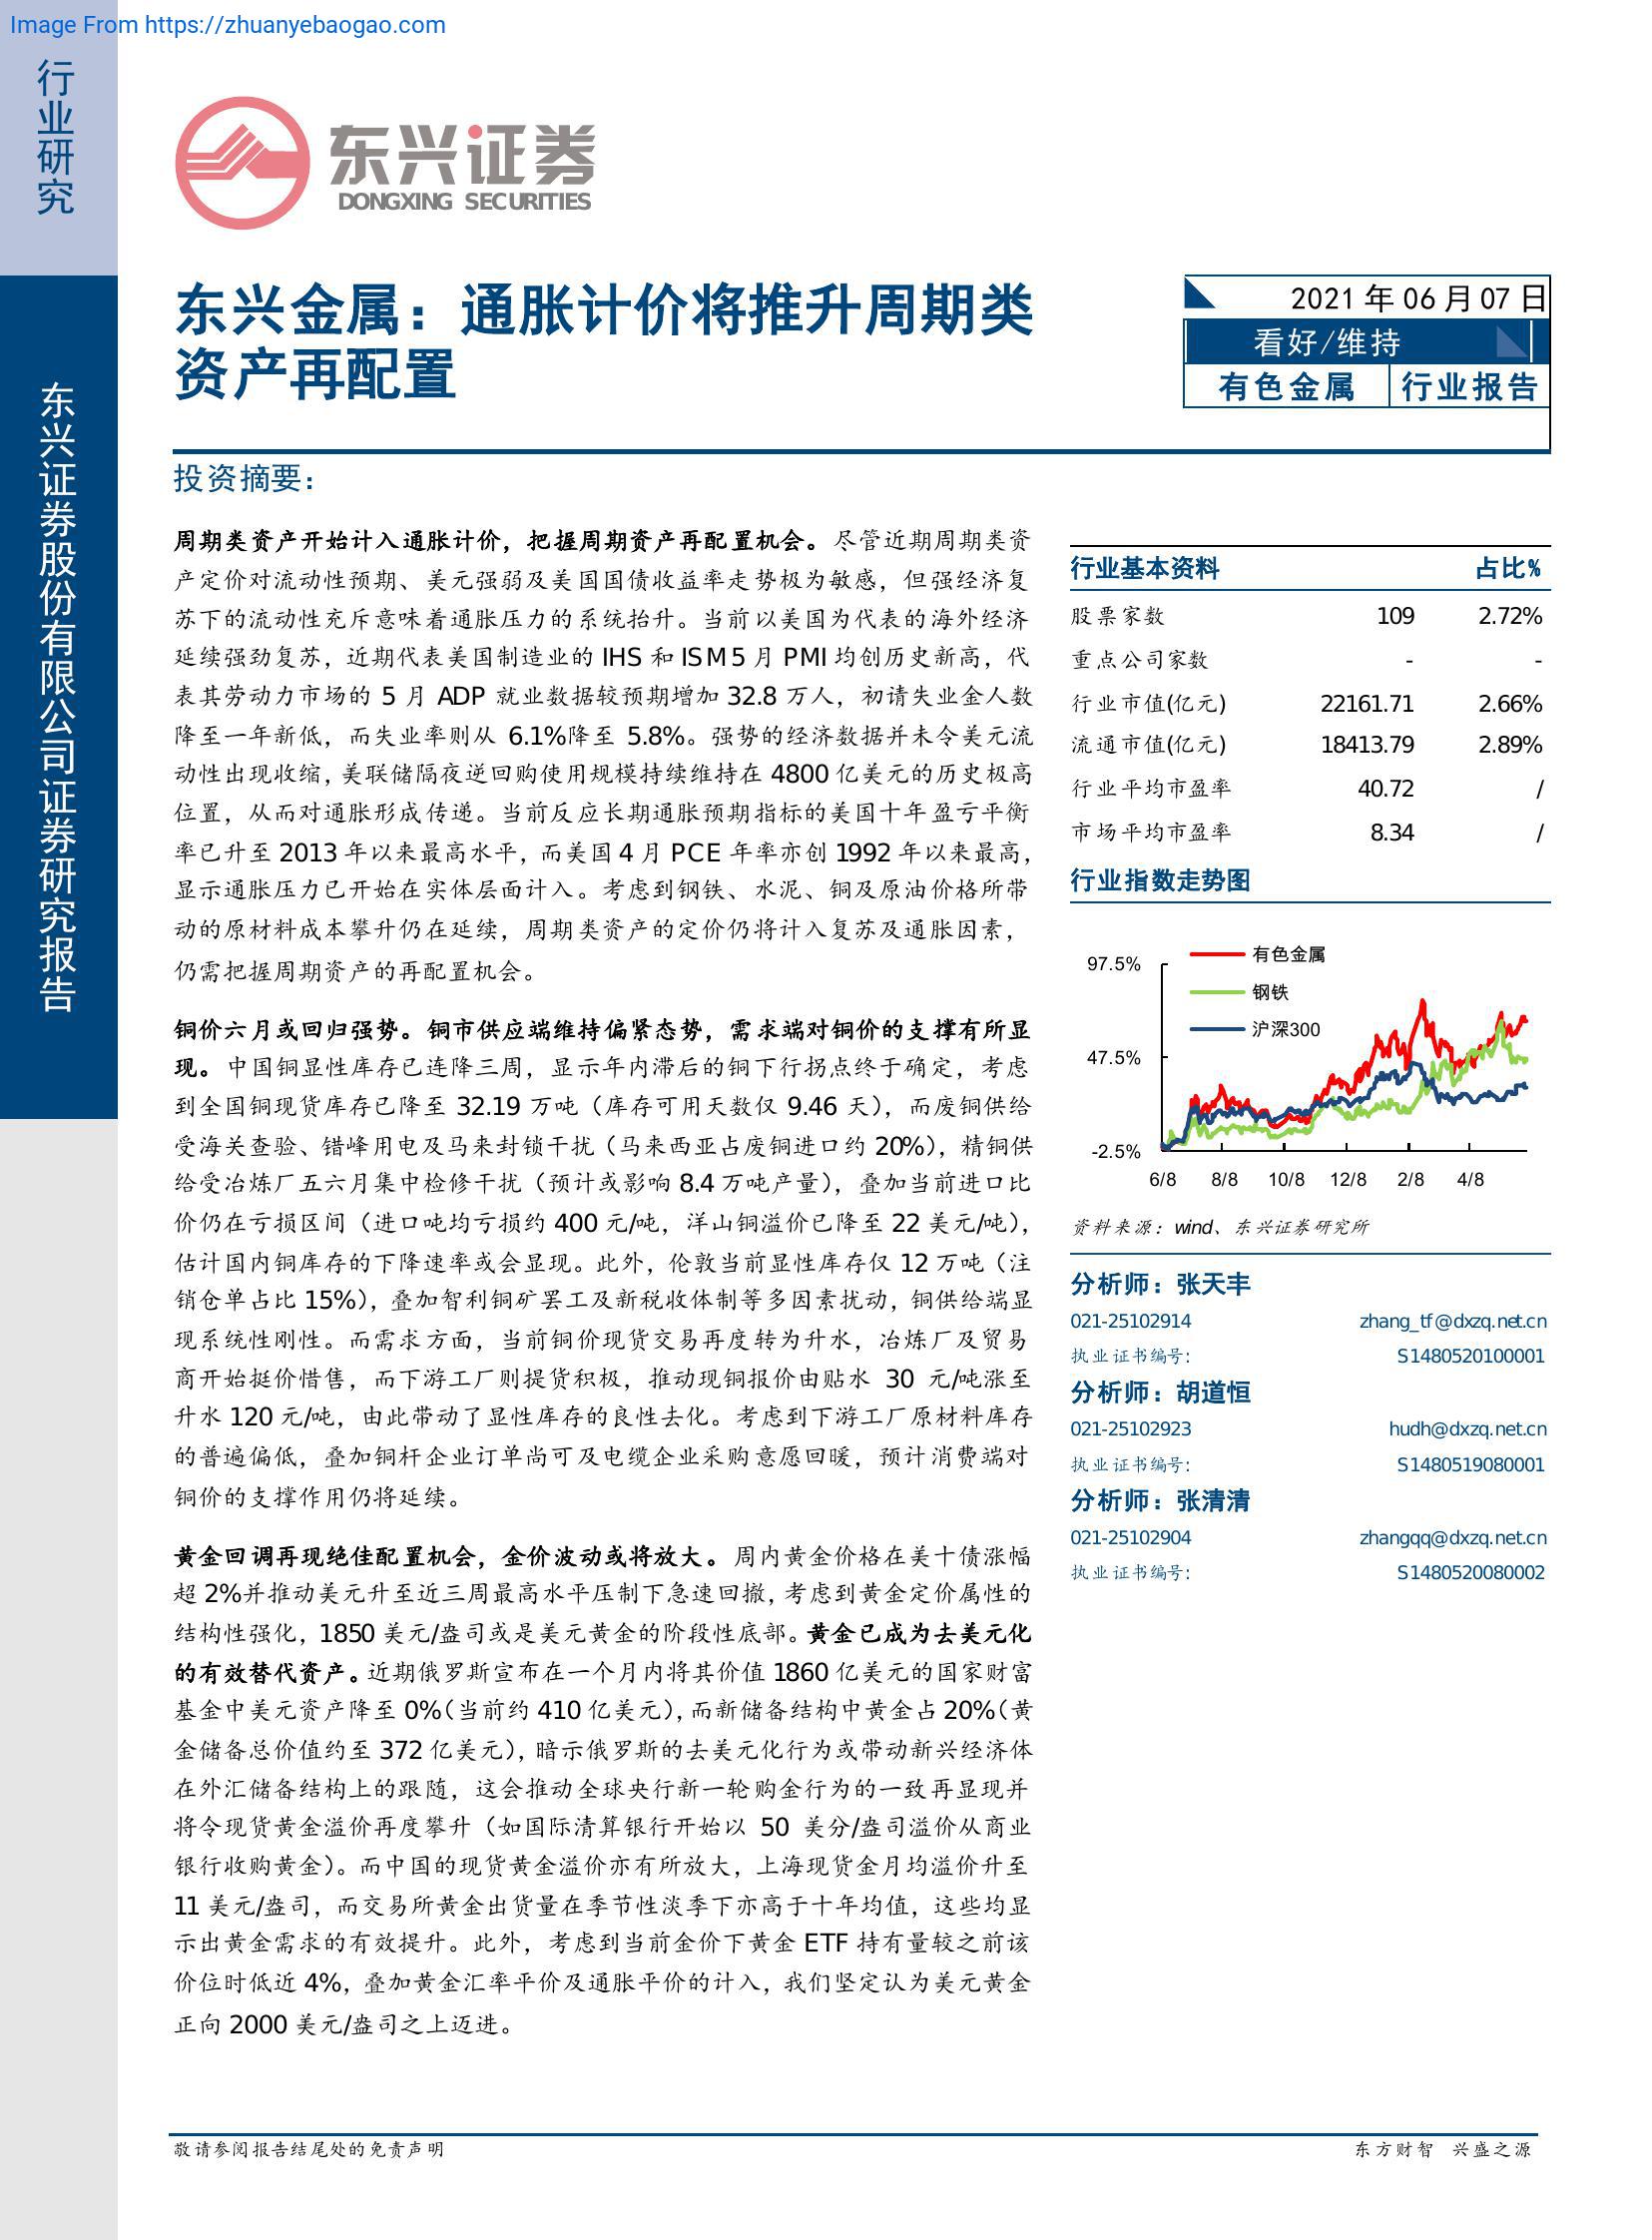 Image From https://zhuanyebaogao.com
行业研究
东兴证券股份有限公司证券研究报告
东兴证券
DONGXING SECURITIES
东兴金属：通胀计价将推升周期类
资产再配置
2021 年 06 月 07 日
看好/维持
有色金属 行业报告
投资摘要：
周期类资产开始计入通胀计价，把握周期资产再配置机会。尽管近期周期类资
产定价对流动性预期、美元强弱及美国国债收益率走势极为敏感，但强经济复
苏下的流动性充斥意味着通胀压力的系统抬升。当前以美国为代表的海外经济
延续强劲复苏，近期代表美国制造业的 IHS 和 ISM 5 月 PMI 均创历史新高，代
表其劳动力市场的 5 月 ADP 就业数据较预期增加 32.8 万人，初请失业金人数
降至一年新低，而失业率则从 6.1%降至 5.8%。强势的经济数据并未令美元流
动性出现收缩，美联储隔夜逆回购使用规模持续维持在 4800 亿美元的历史极高
位置，从而对通胀形成传递。当前反应长期通胀预期指标的美国十年盈亏平衡
率已升至 2013 年以来最高水平，而美国 4 月 PCE 年率亦创 1992 年以来最高，
显示通胀压力已开始在实体层面计入。考虑到钢铁、水泥、铜及原油价格所带
动的原材料成本攀升仍在延续，周期类资产的定价仍将计入复苏及通胀因素，
仍需把握周期资产的再配置机会。
铜价六月或回归强势。铜市供应端维持偏紧态势，需求端对铜价的支撑有所显
现。中国铜显性库存已连降三周，显示年内滞后的铜下行拐点终于确定，考虑
到全国铜现货库存已降至 32.19 万吨（库存可用天数仅 9.46 天），而废铜供给
受海关查验、错峰用电及马来封锁干扰（马来西亚占废铜进口约 20%），精铜供
给受冶炼厂五六月集中检修干扰（预计或影响 8.4 万吨产量），叠加当前进口比
价仍在亏损区间（进口吨均亏损约 400 元/吨，洋山铜溢价已降至 22 美元/吨），
估计国内铜库存的下降速率或会显现。此外，伦敦当前显性库存仅 12 万吨（注
销仓单占比 15%），叠加智利铜矿罢工及新税收体制等多因素扰动，铜供给端显
现系统性刚性。而需求方面，当前铜价现货交易再度转为升水，冶炼厂及贸易
商开始挺价惜售，而下游工厂则提货积极，推动现铜报价由贴水 30 元/吨涨至
升水 120 元/吨，由此带动了显性库存的良性去化。考虑到下游工厂原材料库存
的普遍偏低，叠加铜杆企业订单尚可及电缆企业采购意愿回暖，预计消费端对
铜价的支撑作用仍将延续。
黄金回调再现绝佳配置机会，金价波动或将放大。周内黄金价格在美十债涨幅
超 2%并推动美元升至近三周最高水平压制下急速回撤，考虑到黄金定价属性的
结构性强化，1850 美元/盎司或是美元黄金的阶段性底部。黄金已成为去美元化
的有效替代资产。近期俄罗斯宣布在一个月内将其价值 1860 亿美元的国家财富
基金中美元资产降至 0%（当前约 410 亿美元），而新储备结构中黄金占 20%（黄
金储备总价值约至 372 亿美元），暗示俄罗斯的去美元化行为或带动新兴经济体
在外汇储备结构上的跟随，这会推动全球央行新一轮购金行为的一致再显现并
将令现货黄金溢价再度攀升（如国际清算银行开始以 50 美分/盎司溢价从商业
银行收购黄金）。而中国的现货黄金溢价亦有所放大，上海现货金月均溢价升至
11 美元/盎司，而交易所黄金出货量在季节性淡季下亦高于十年均值，这些均显
示出黄金需求的有效提升。此外，考虑到当前金价下黄金 ETF 持有量较之前该
价位时低近 4%，叠加黄金汇率平价及通胀平价的计入，我们坚定认为美元黄金
正向 2000 美元/盎司之上迈进。
行业基本资料 占比%
股票家数 109 2.72%
重点公司家数 - -
行业市值(亿元) 22161.71 2.66%
流通市值(亿元) 18413.79 2.89%
行业平均市盈率 40.72 /
市场平均市盈率 8.34 /
行业指数走势图
有色金属
钢铁
沪深300
97.5%
47.5%
-2.5%
6/8 8/8 10/8 12/8 2/8 4/8
资料来源：wind、东兴证券研究所
分析师：张天丰
021-25102914 zhang_tf@dxzq.net.cn
执业证书编号: S1480520100001
分析师：胡道恒
021-25102923 hudh@dxzq.net.cn
执业证书编号: S1480519080001
分析师：张清清
021-25102904 zhangqq@dxzq.net.cn
执业证书编号: S1480520080002
敬请参阅报告结尾处的免责声明 东方财智 兴盛之源